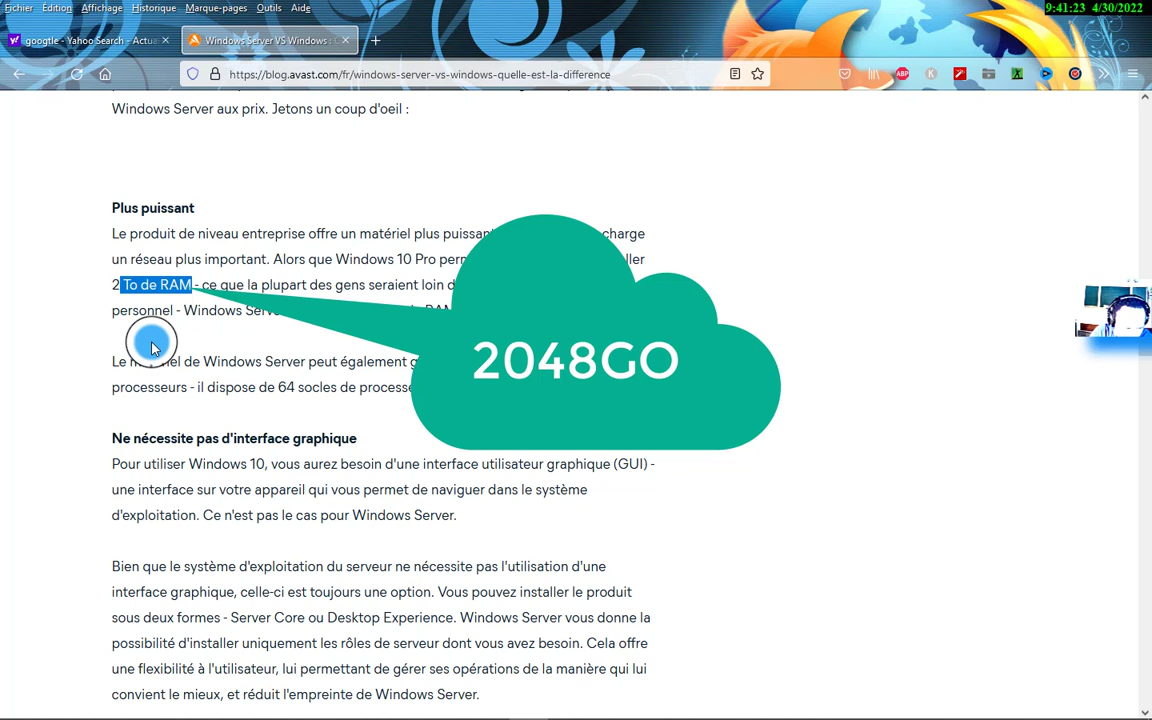 Fichier Édition Affichage Historique Marque-pages Outils Aide
9:41:23 4/30/2022
googtle - Yahoo Search - Actua
Windows Server VS Windows :
https://blog.avast.com/fr/windows-server-vs-windows-quelle-est-la-difference
ABP
Windows Server aux prix. Jetons un coup d'oeil :
Plus puissant
Le produit de niveau entreprise offre un matériel plus puissant charge
un réseau plus important. Alors que Windows 10 Pro
2 To de RAM - ce que la plupart des gens seraient loin
personnel - Windows
2048GO
Le de Windows Server peut également
processeurs - il dispose de 64 socles de
Ne nécessite pas d'interface graphique
Pour utiliser Windows 10, vous aurez besoin d'une interface utilisateur graphique (GUI) -
une interface sur votre appareil qui vous permet de naviguer dans le système
d'exploitation. Ce n'est pas le cas pour Windows Server.
Bien que le système d'exploitation du serveur ne nécessite pas l'utilisation d'une
interface graphique, celle-ci est toujours une option. Vous pouvez installer le produit
sous deux formes - Server Core ou Desktop Experience. Windows Server vous donne la
possibilité d'installer uniquement les rôles de serveur dont vous avez besoin. Cela offre
une flexibilité à l'utilisateur, lui permettant de gérer ses opérations de la manière qui lui
convient le mieux, et réduit l'empreinte de Windows Server.